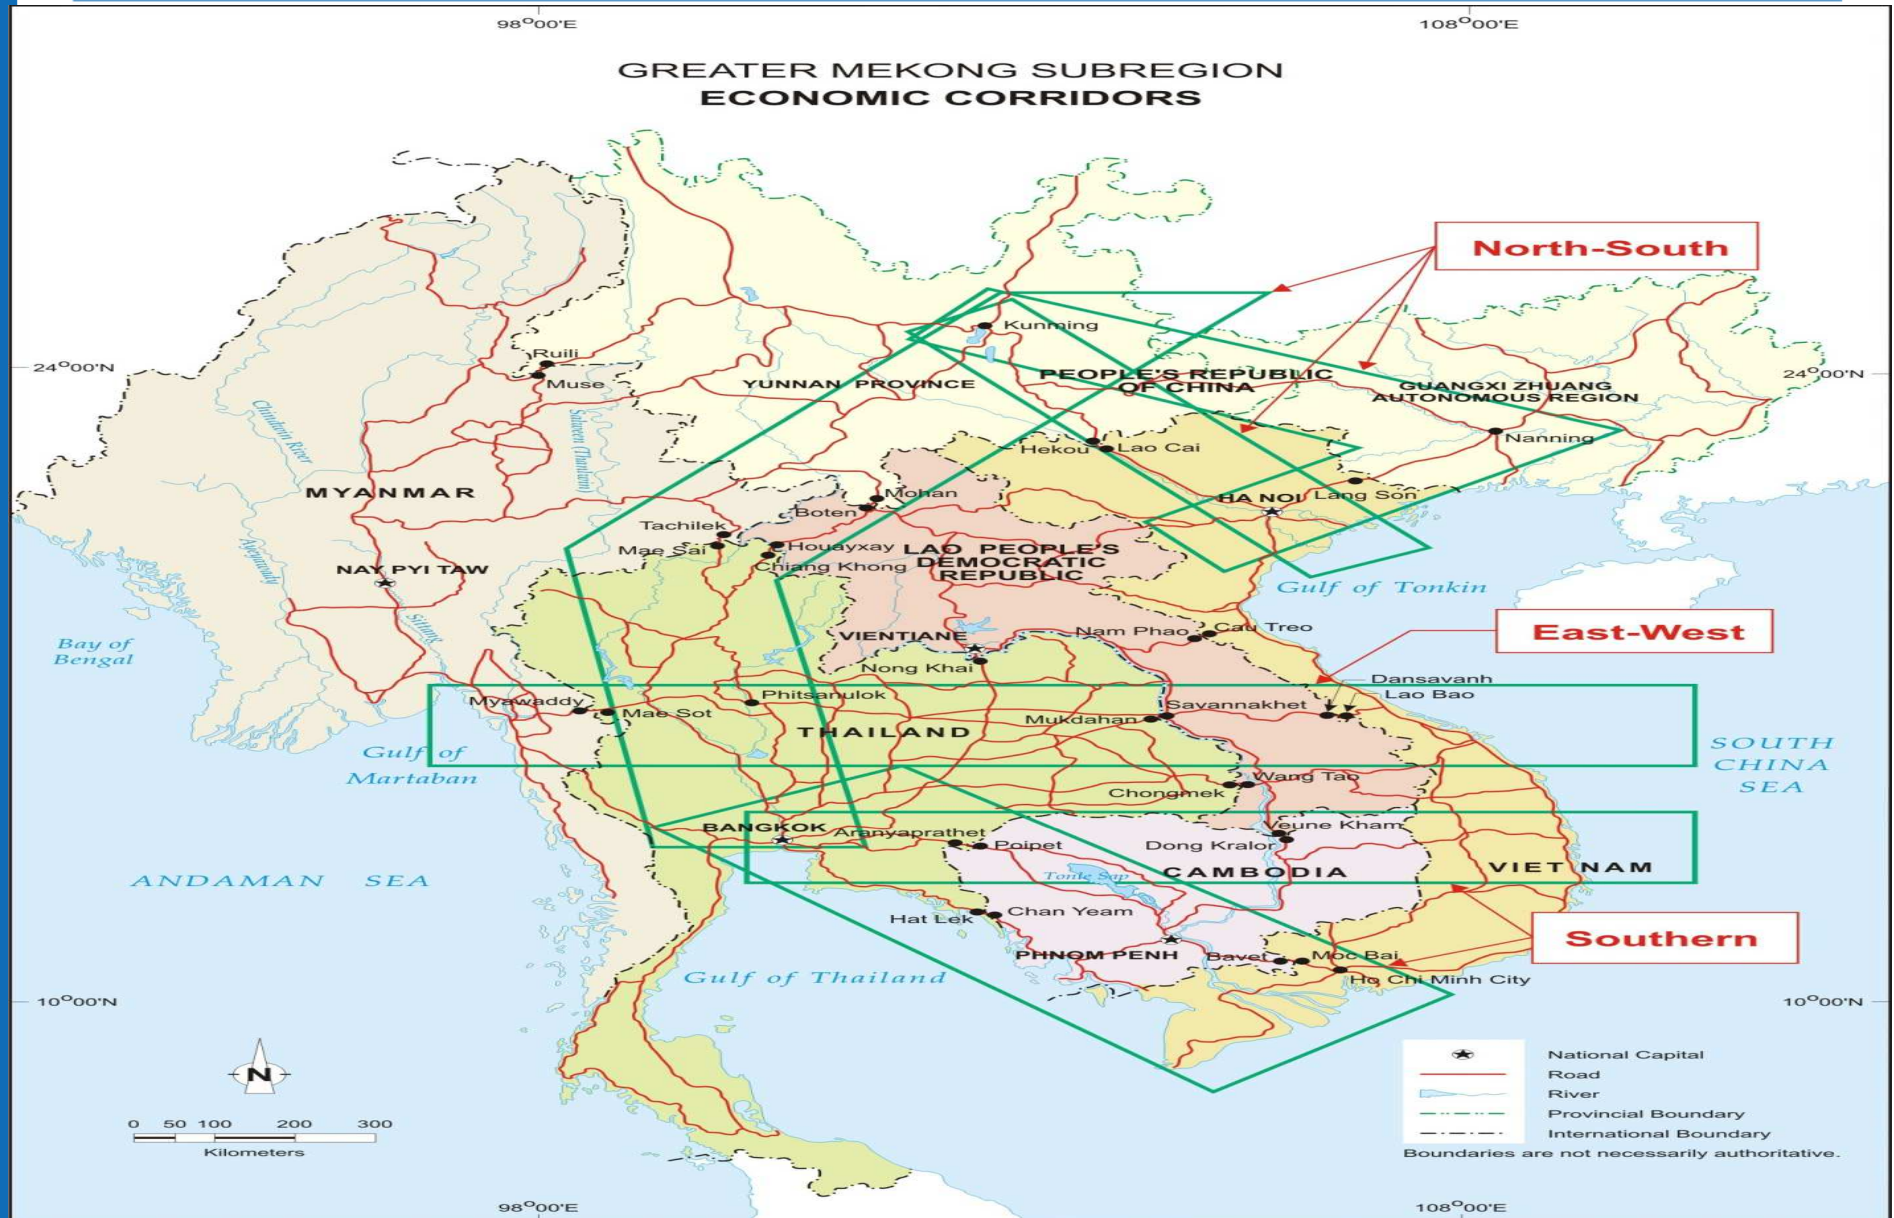 98°00'E
108°00'E
GREATER MEKONG SUBREGION
ECONOMIC CORRIDORS
North-South
Kunming
Ruili
24°00'N
Muse
YUNNAN PROVINCE
PEOPLE'S REPUBLIC
OF CHINA
24°00'N
GUANGXI ZHUANG
AUTONOMOUS REGION
Chindwin River
Salween (Thanlwin)
Nanning
Hekou
Lao Cai
MYANMAR
Mohan
HA NOI
Lang Son
Boten
Tachilek
Mae Sai
Houayxay
LAO PEOPLE'S
DEMOCRATIC
REPUBLIC
Chiang Khong
Ayeyawady
NAY PYI TAW
Gulf of Tonkin
Sittang
Bay of
Bengal
VIENTIANE
Nam Phao
Cau Treo
East-West
Nong Khai
Dansavanh
Lao Bao
Myawaddy
Mae Sot
Phitsanulok
Mukdahan
Savannakhet
THAILAND
Gulf of
Martaban
SOUTH
CHINA
SEA
Wang Tao
Chongmek
BANGKOK
Aranyaprathet
Veune Kham
Poipet
Dong Kralor
ANDAMAN SEA
Tonle Sap
CAMBODIA
VIET NAM
Hat Lek
Chan Yeam
Southern
PHNOM PENH
Bavet
Moc Bai
Gulf of Thailand
Ho Chi Minh City
10°00'N
10°00'N
N
National Capital
Road
River
Provincial Boundary
International Boundary
Boundaries are not necessarily authoritative.
0 50 100 200 300
Kilometers
98°00'E
108°00'E